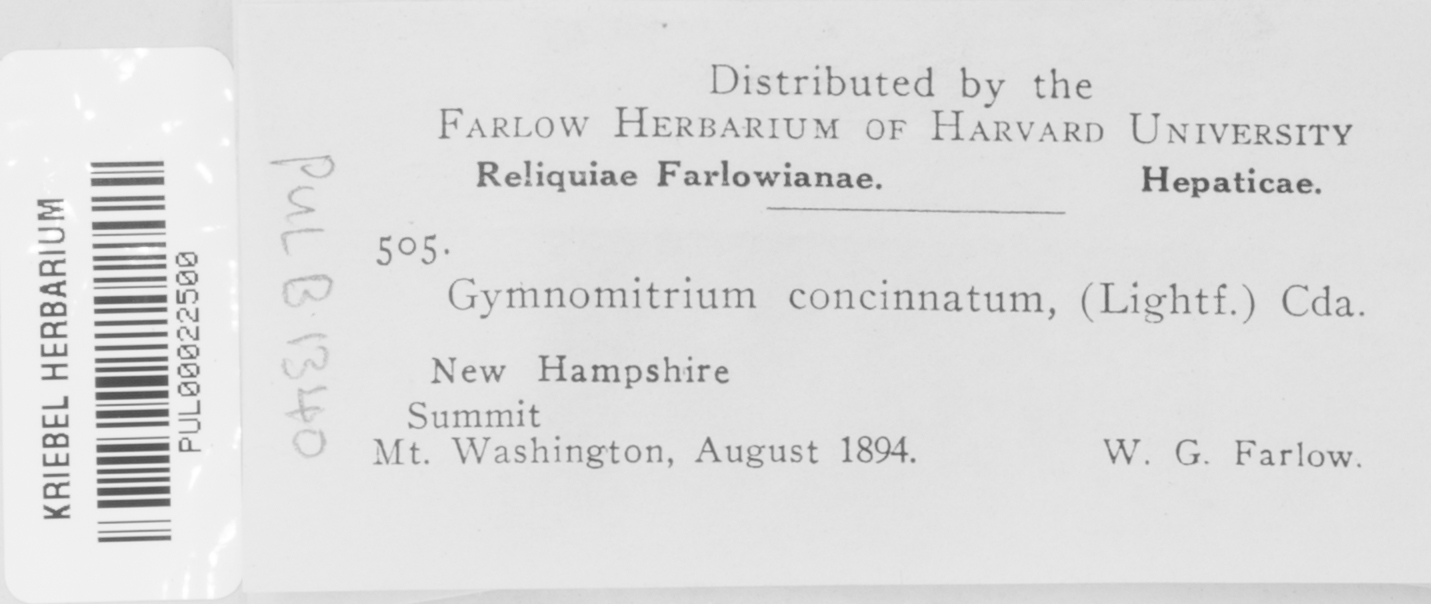 KRIEBEL HERBARIUM
PUL00022500
PUL B 1340
Distributed by the
FARLOW HERBARIUM OF HARVARD UNIVERSITY
Reliquiae Farlowianae. Hepaticae.
505.
Gymnomitrium concinnatum, (Lightf.) Cda.
New Hampshire
Summit
Mt. Washington, August 1894. W. G. Farlow.